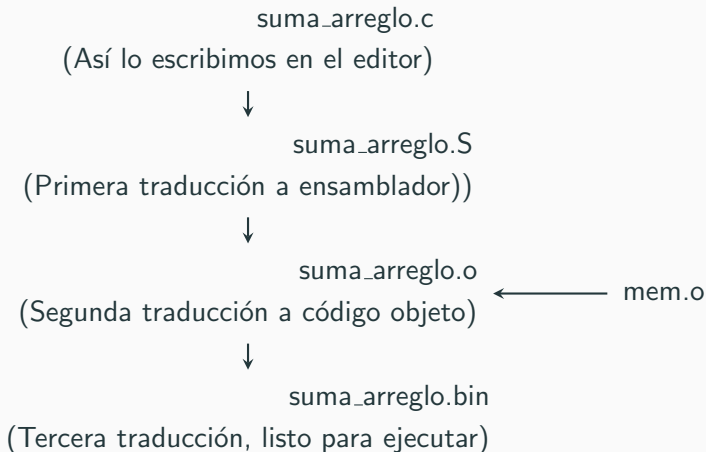 suma_arreglo.c
(Así lo escribimos en el editor)
suma_arreglo.S
(Primera traducción a ensamblador))
suma_arreglo.o
(Segunda traducción a código objeto)
mem.o
suma_arreglo.bin
(Tercera traducción, listo para ejecutar)